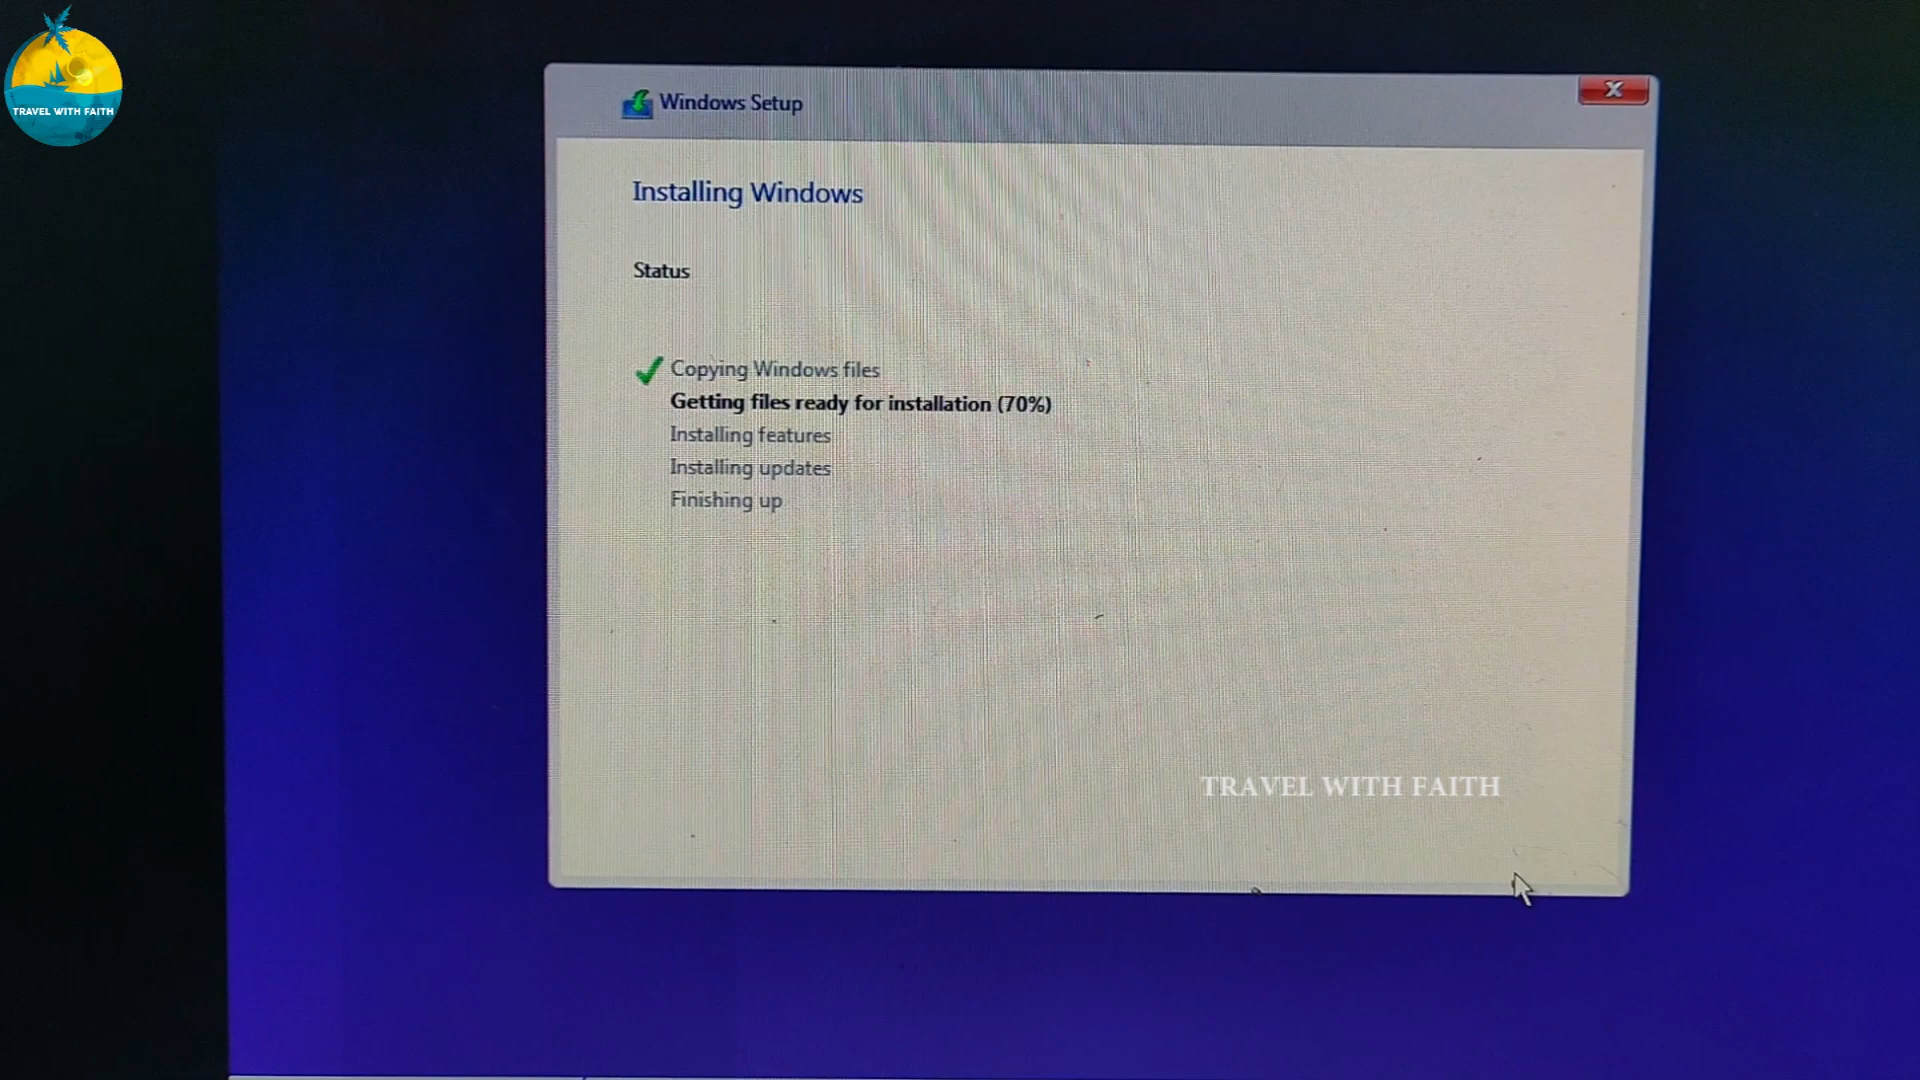 TRAVEL WITH FAITH
Windows Setup
Installing Windows
Status
Copying Windows files
Getting files ready for installation (70%)
Installing features
Installing updates
Finishing up
TRAVEL WITH FAITH